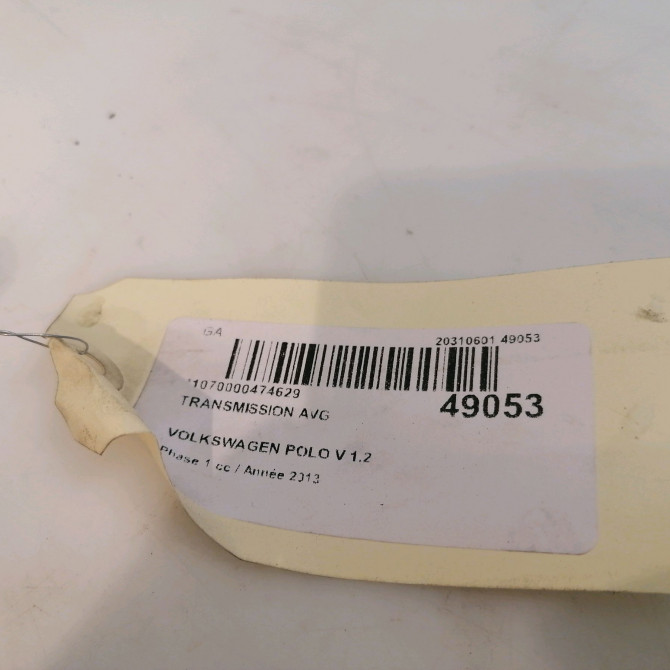 GA
20310601 49053
11070000474629
49053
TRANSMISSION AVG
VOLKSWAGEN POLO V 1.2
Phase 1 cc / Année 2013